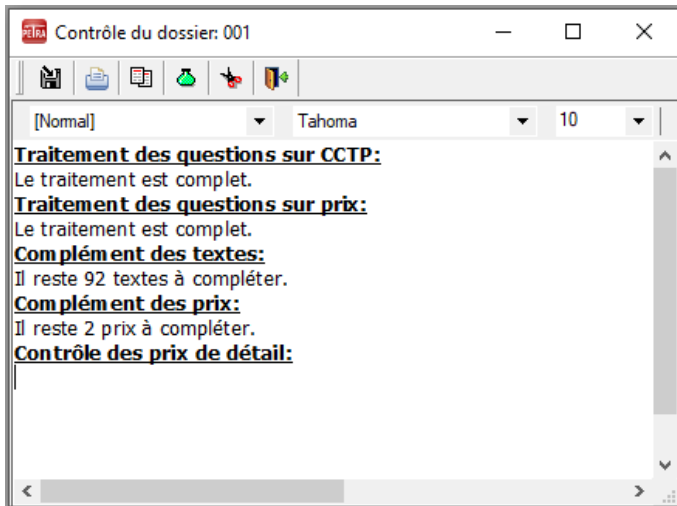 PETRA
Contrôle du dossier: 001
[Normal] Tahoma 10
Traitement des questions sur CCTP:
Le traitement est complet.
Traitement des questions sur prix:
Le traitement est complet.
Complément des textes:
Il reste 92 textes à compléter.
Complément des prix:
Il reste 2 prix à compléter.
Contrôle des prix de détail: